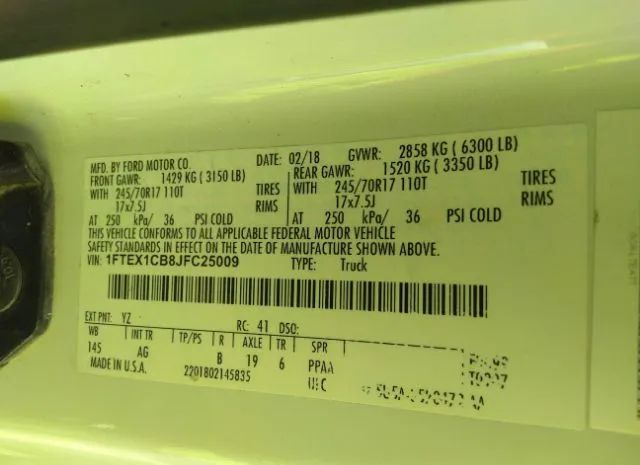 MFD. BY FORD MOTOR CO.
DATE: 02/18 GVWR: 2858 KG ( 6300 LB)
FRONT GAWR: 1429 KG ( 3150 LB)
REAR GAWR: 1520 KG ( 3350 LB)
WITH 245/70R17 110T TIRES
WITH 245/70R17 110T TIRES
17x7.5J RIMS
17x7.5J RIMS
AT 250 kPa/ 36 PSI COLD
AT 250 kPa/ 36 PSI COLD
THIS VEHICLE CONFORMS TO ALL APPLICABLE FEDERAL MOTOR VEHICLE
SAFETY STANDARDS IN EFFECT ON THE DATE OF MANUFACTURE SHOWN ABOVE.
VIN: 1FTEX1CB8JFC25009 TYPE: Truck
EXT PNT: YZ RC: 41 DSO:
WB INT TR TP/PS R AXLE TR SPR
145 AG B 19 6 PPAA
MADE IN U.S.A. 2201802145835